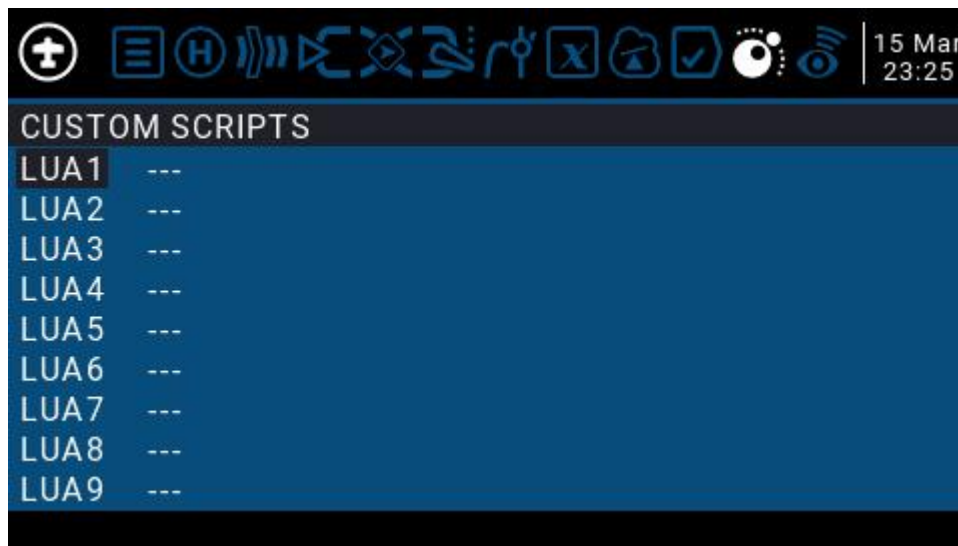 15 Mar
23:25
CUSTOM SCRIPTS
LUA1 ---
LUA2 ---
LUA3 ---
LUA4 ---
LUA5 ---
LUA6 ---
LUA7 ---
LUA8 ---
LUA9 ---